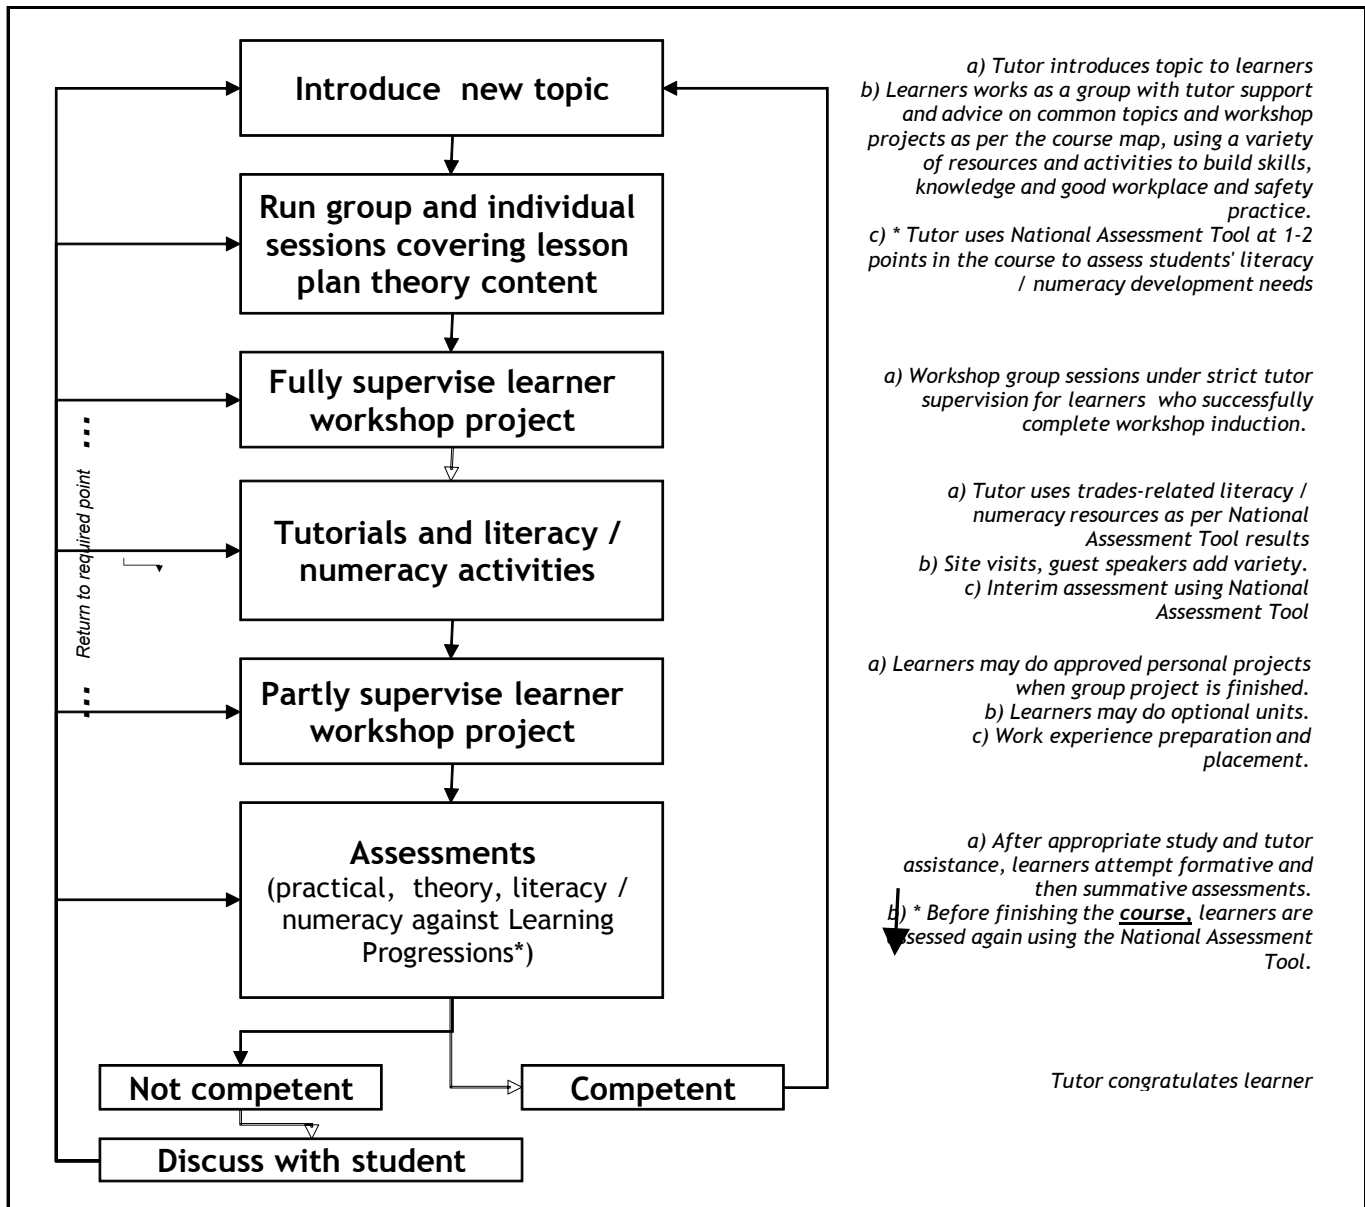 Introduce  new topic
a) Tutor introduces topic to learners
b) Learners works as a group with tutor support
and advice on common topics and workshop
projects as per the course map, using a variety
of resources and activities to build skills,
knowledge and good workplace and safety
practice.
c) * Tutor uses National Assessment Tool at 1-2
points in the course to assess students' literacy
/ numeracy development needs
Run group and individual
sessions covering lesson
plan theory content
Fully supervise learner
workshop project
a) Workshop group sessions under strict tutor
supervision for learners  who successfully
complete workshop induction.
... Return to required point ...
Tutorials and literacy /
numeracy activities
a) Tutor uses trades-related literacy /
numeracy resources as per National
Assessment Tool results
b) Site visits, guest speakers add variety.
c) Interim assessment using National
Assessment Tool
Partly supervise learner
workshop project
a) Learners may do approved personal projects
when group project is finished.
b) Learners may do optional units.
c) Work experience preparation and
placement.
Assessments
(practical,  theory, literacy /
numeracy against Learning
Progressions*)
a) After appropriate study and tutor
assistance, learners attempt formative and
then summative assessments.
b) * Before finishing the course, learners are
assessed again using the National Assessment
Tool.
Not competent
Competent
Tutor congratulates learner
Discuss with student